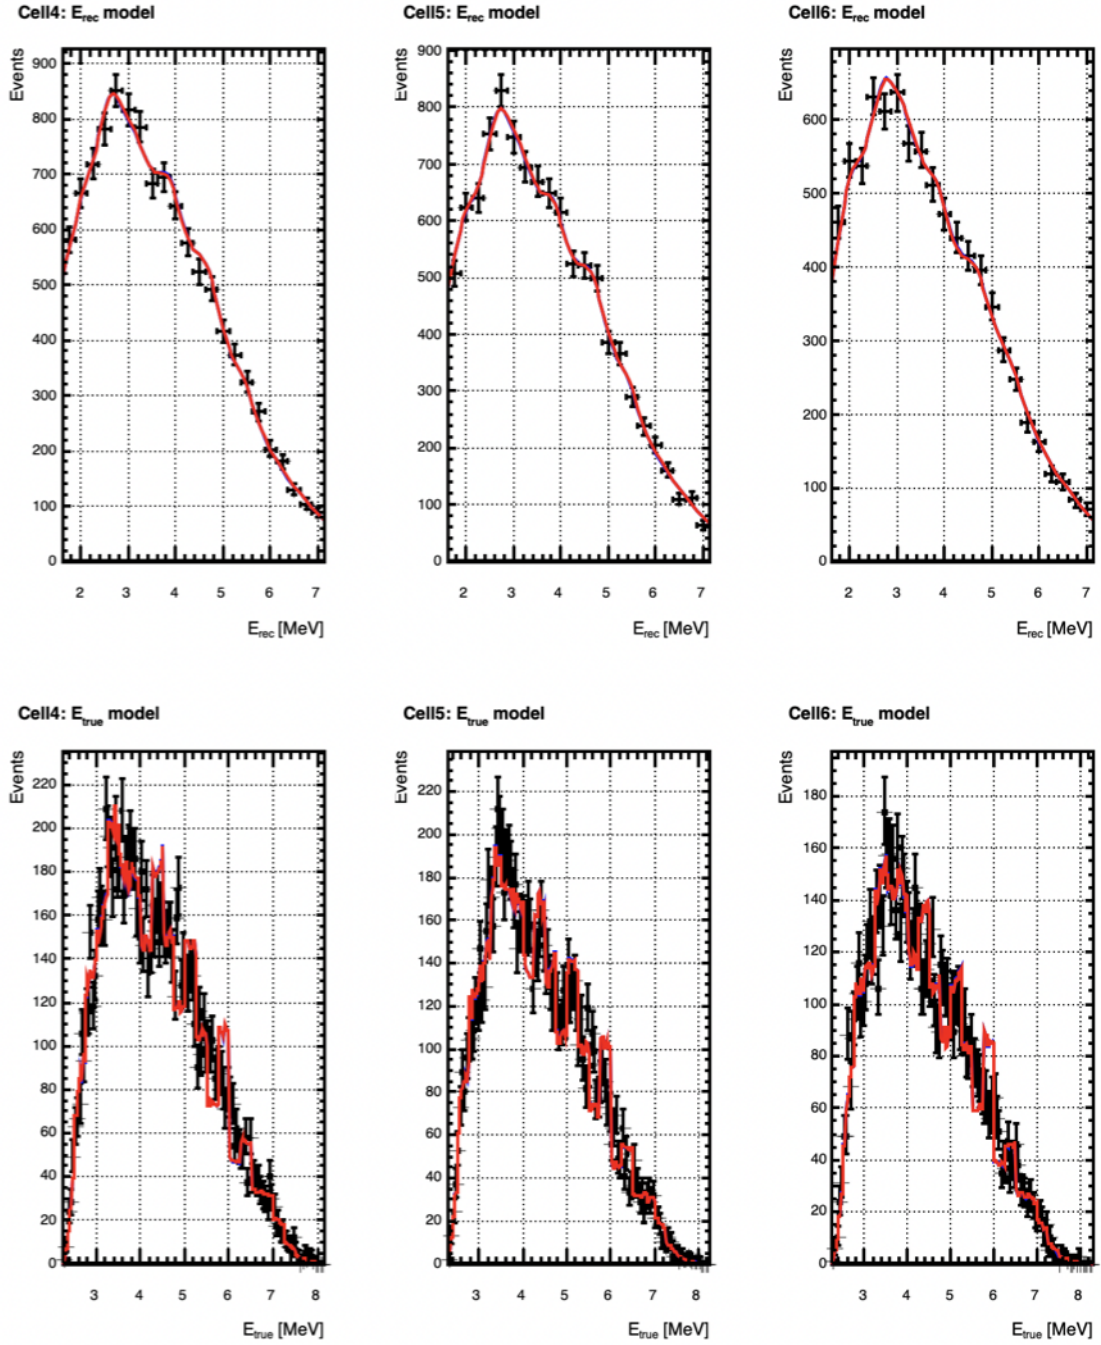 Cell4: Erec model
Cell5: Erec model
Cell6: Erec model
Events
900
800
700
600
500
400
300
200
100
0
2 3 4 5 6 7
Erec [MeV]
Events
900
800
700
600
500
400
300
200
100
0
2 3 4 5 6 7
Erec [MeV]
Events
600
500
400
300
200
100
0
2 3 4 5 6 7
Erec [MeV]
Cell4: Etrue model
Cell5: Etrue model
Cell6: Etrue model
Events
220
200
180
160
140
120
100
80
60
40
20
0
3 4 5 6 7 8
Etrue [MeV]
Events
220
200
180
160
140
120
100
80
60
40
20
0
3 4 5 6 7 8
Etrue [MeV]
Events
180
160
140
120
100
80
60
40
20
0
3 4 5 6 7 8
Etrue [MeV]